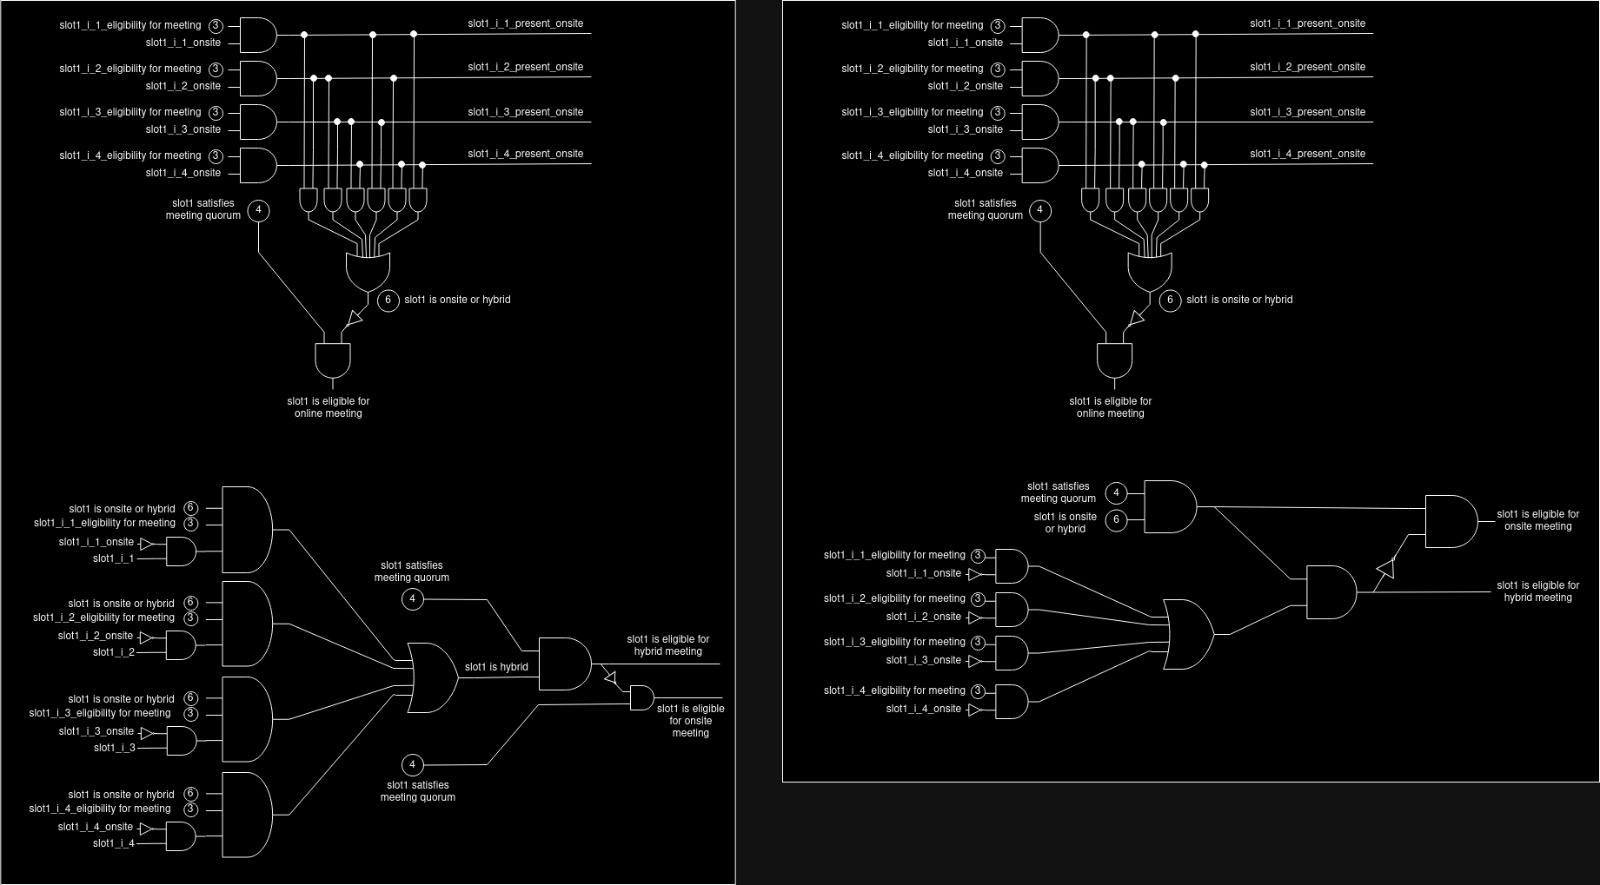 slot1_i_1_eligibility for meeting 3
slot1_i_1_onsite
slot1_i_1_present_onsite
slot1_i_2_eligibility for meeting 3
slot1_i_2_onsite
slot1_i_2_present_onsite
slot1_i_3_eligibility for meeting 3
slot1_i_3_onsite
slot1_i_3_present_onsite
slot1_i_4_eligibility for meeting 3
slot1_i_4_onsite
slot1_i_4_present_onsite
slot1 satisfies
meeting quorum
4
6 slot1 is onsite or hybrid
slot1 is eligible for
online meeting
slot1 is onsite or hybrid 6
slot1_i_1_eligibility for meeting 3
slot1_i_1_onsite
slot1_i_1
slot1 is onsite or hybrid 6
slot1_i_2_eligibility for meeting 3
slot1_i_2_onsite
slot1_i_2
slot1 is onsite or hybrid 6
slot1_i_3_eligibility for meeting 3
slot1_i_3_onsite
slot1_i_3
slot1 is onsite or hybrid 6
slot1_i_4_eligibility for meeting 3
slot1_i_4_onsite
slot1_i_4
slot1 satisfies
meeting quorum
4
slot1 is hybrid
slot1 is eligible for
hybrid meeting
slot1 is eligible
for onsite
meeting
4
slot1 satisfies
meeting quorum
slot1_i_1_eligibility for meeting 3
slot1_i_1_onsite
slot1_i_1_present_onsite
slot1_i_2_eligibility for meeting 3
slot1_i_2_onsite
slot1_i_2_present_onsite
slot1_i_3_eligibility for meeting 3
slot1_i_3_onsite
slot1_i_3_present_onsite
slot1_i_4_eligibility for meeting 3
slot1_i_4_onsite
slot1_i_4_present_onsite
slot1 satisfies
meeting quorum
4
6 slot1 is onsite or hybrid
slot1 is eligible for
online meeting
slot1 satisfies
meeting quorum
4
slot1 is onsite
or hybrid
6
slot1_i_1_eligibility for meeting 3
slot1_i_1_onsite
slot1_i_2_eligibility for meeting 3
slot1_i_2_onsite
slot1_i_3_eligibility for meeting 3
slot1_i_3_onsite
slot1_i_4_eligibility for meeting 3
slot1_i_4_onsite
slot1 is eligible for
onsite meeting
slot1 is eligible for
hybrid meeting